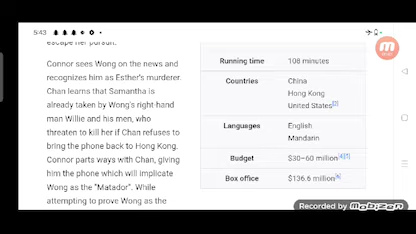 5:43
escape her pursuit.
Connor sees Wong on the news and
recognizes him as Esther's murderer.
Chan learns that Samantha is
already taken by Wong's right-hand
man Willie and his men, who
threaten to kill her if Chan refuses to
bring the phone back to Hong Kong.
Connor parts ways with Chan, giving
him the phone which will implicate
Wong as the "Matador". While
attempting to prove Wong as the
Running time 108 minutes
Countries China
Hong Kong
United States[2]
Languages English
Mandarin
Budget $30–60 million
Box office $136.6 million
Recorded by Mobizen